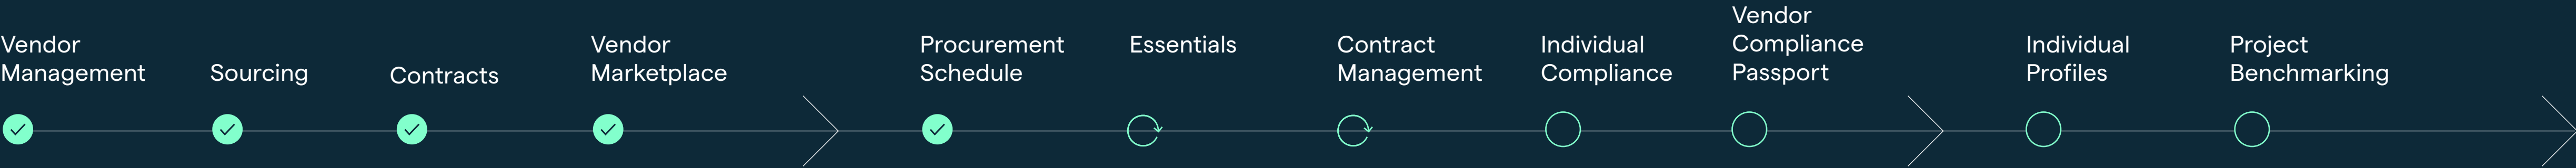 Vendor
Management
Sourcing
Contracts
Vendor
Marketplace
Procurement
Schedule
Essentials
Contract
Management
Individual
Compliance
Vendor
Compliance
Passport
Individual
Profiles
Project
Benchmarking